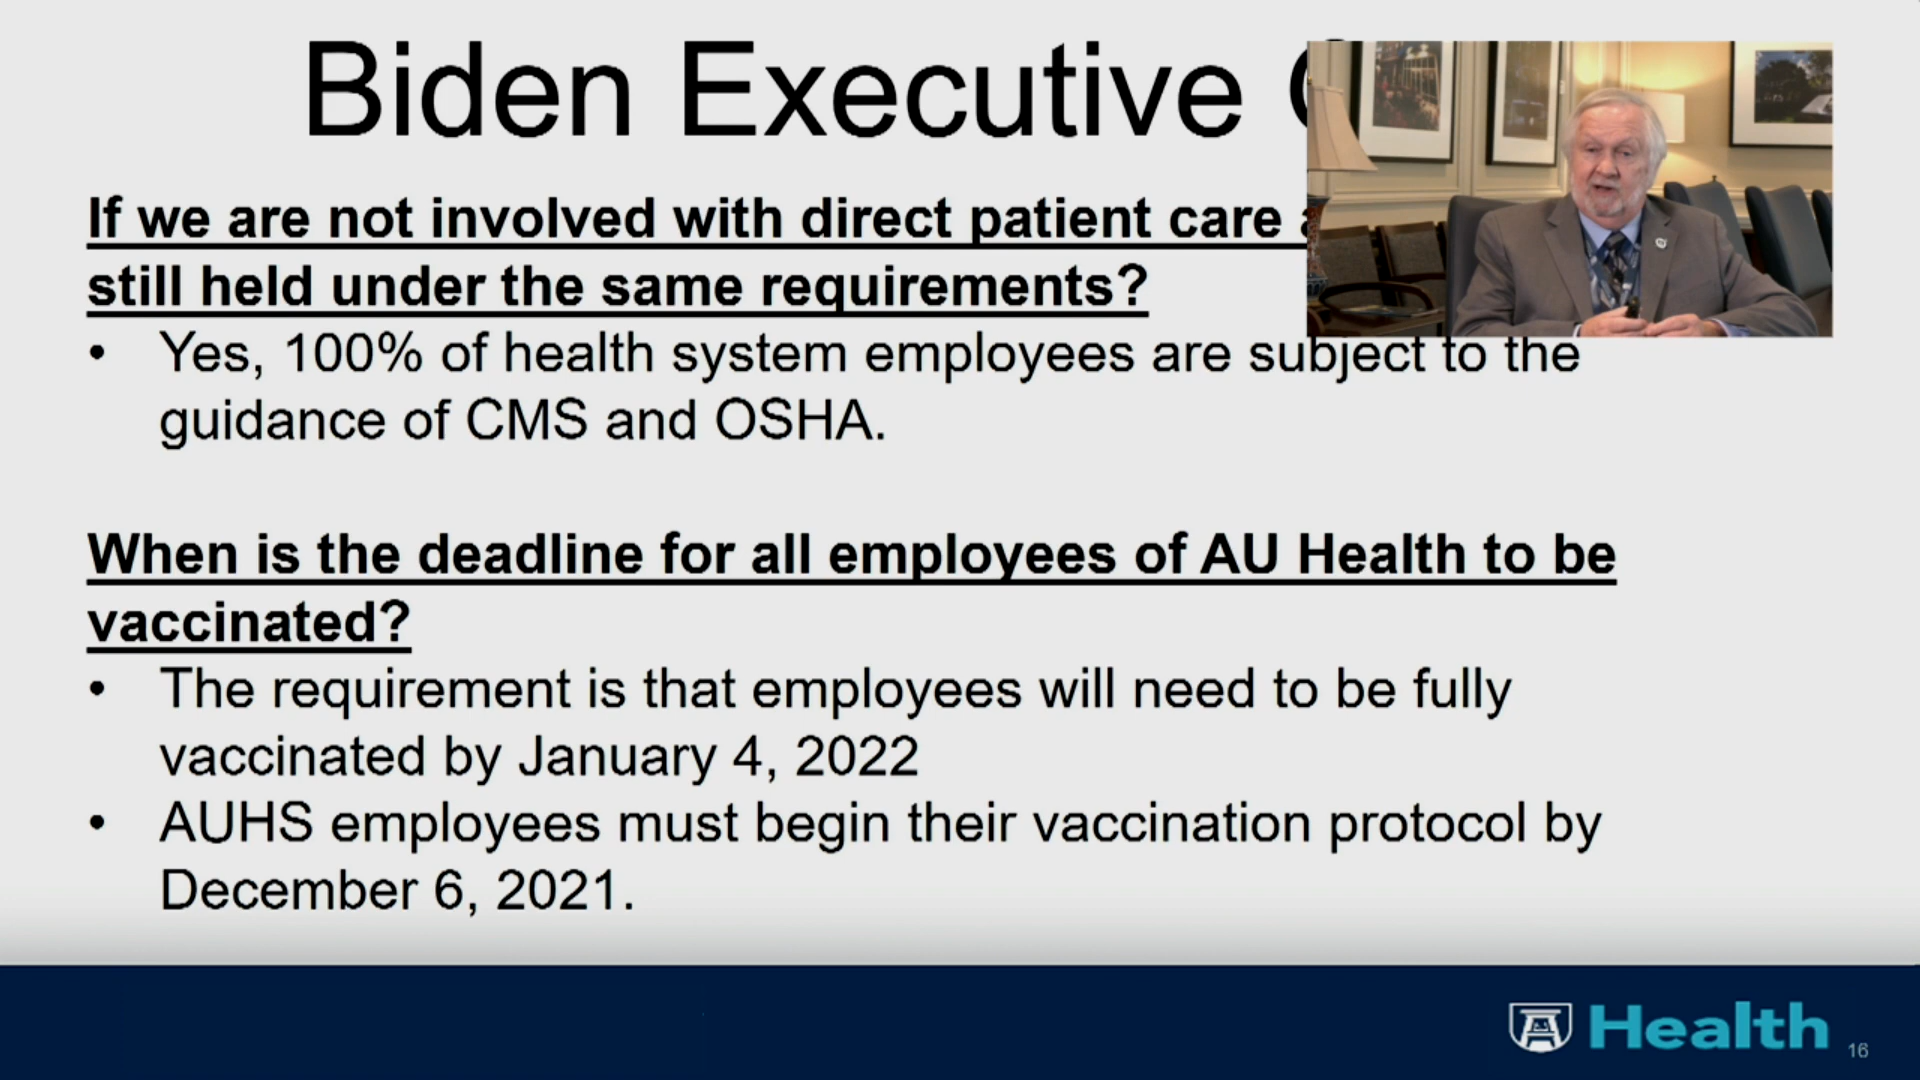 Biden Executive
If we are not involved with direct patient care
still held under the same requirements?
• Yes, 100% of health system employees are subject to the
guidance of CMS and OSHA.
When is the deadline for all employees of AU Health to be
vaccinated?
• The requirement is that employees will need to be fully
vaccinated by January 4, 2022
• AUHS employees must begin their vaccination protocol by
December 6, 2021.
Health
16